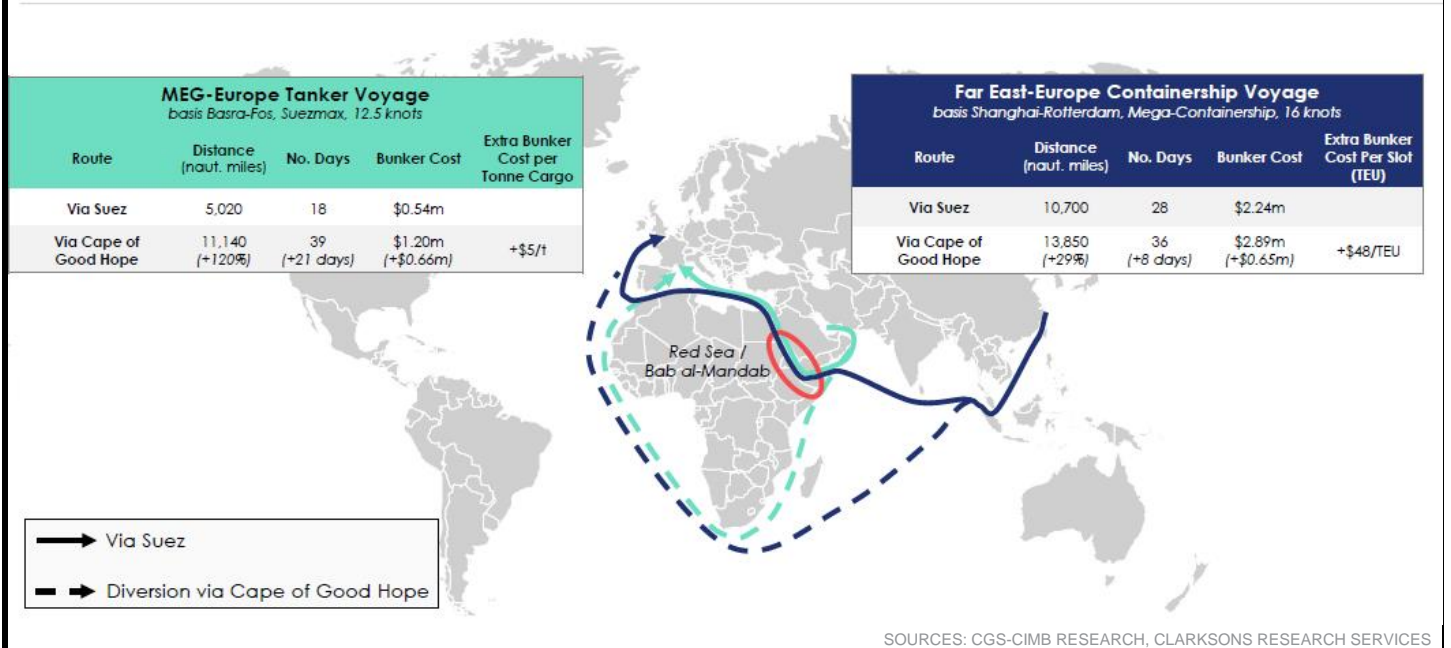 MEG-Europe Tanker Voyage
basis Basra-Fos, Suezmax, 12.5 knots
Route
Distance
(naut. miles)
No. Days
Bunker Cost
Extra Bunker
Cost per
Tonne Cargo
Via Suez
5,020
18
$0.54m
Via Cape of
Good Hope
11,140
(+120%)
39
(+21 days)
$1.20m
(+$0.66m)
+$5/t
Far East-Europe Containership Voyage
basis Shanghai-Rotterdam, Mega-Containership, 16 knots
Route
Distance
(naut. miles)
No. Days
Bunker Cost
Extra Bunker
Cost Per Slot
(TEU)
Via Suez
10,700
28
$2.24m
Via Cape of
Good Hope
13,850
(+29%)
36
(+8 days)
$2.89m
(+$0.65m)
+$48/TEU
Red Sea /
Bab al-Mandab
Via Suez
Diversion via Cape of Good Hope
SOURCES: CGS-CIMB RESEARCH, CLARKSONS RESEARCH SERVICES